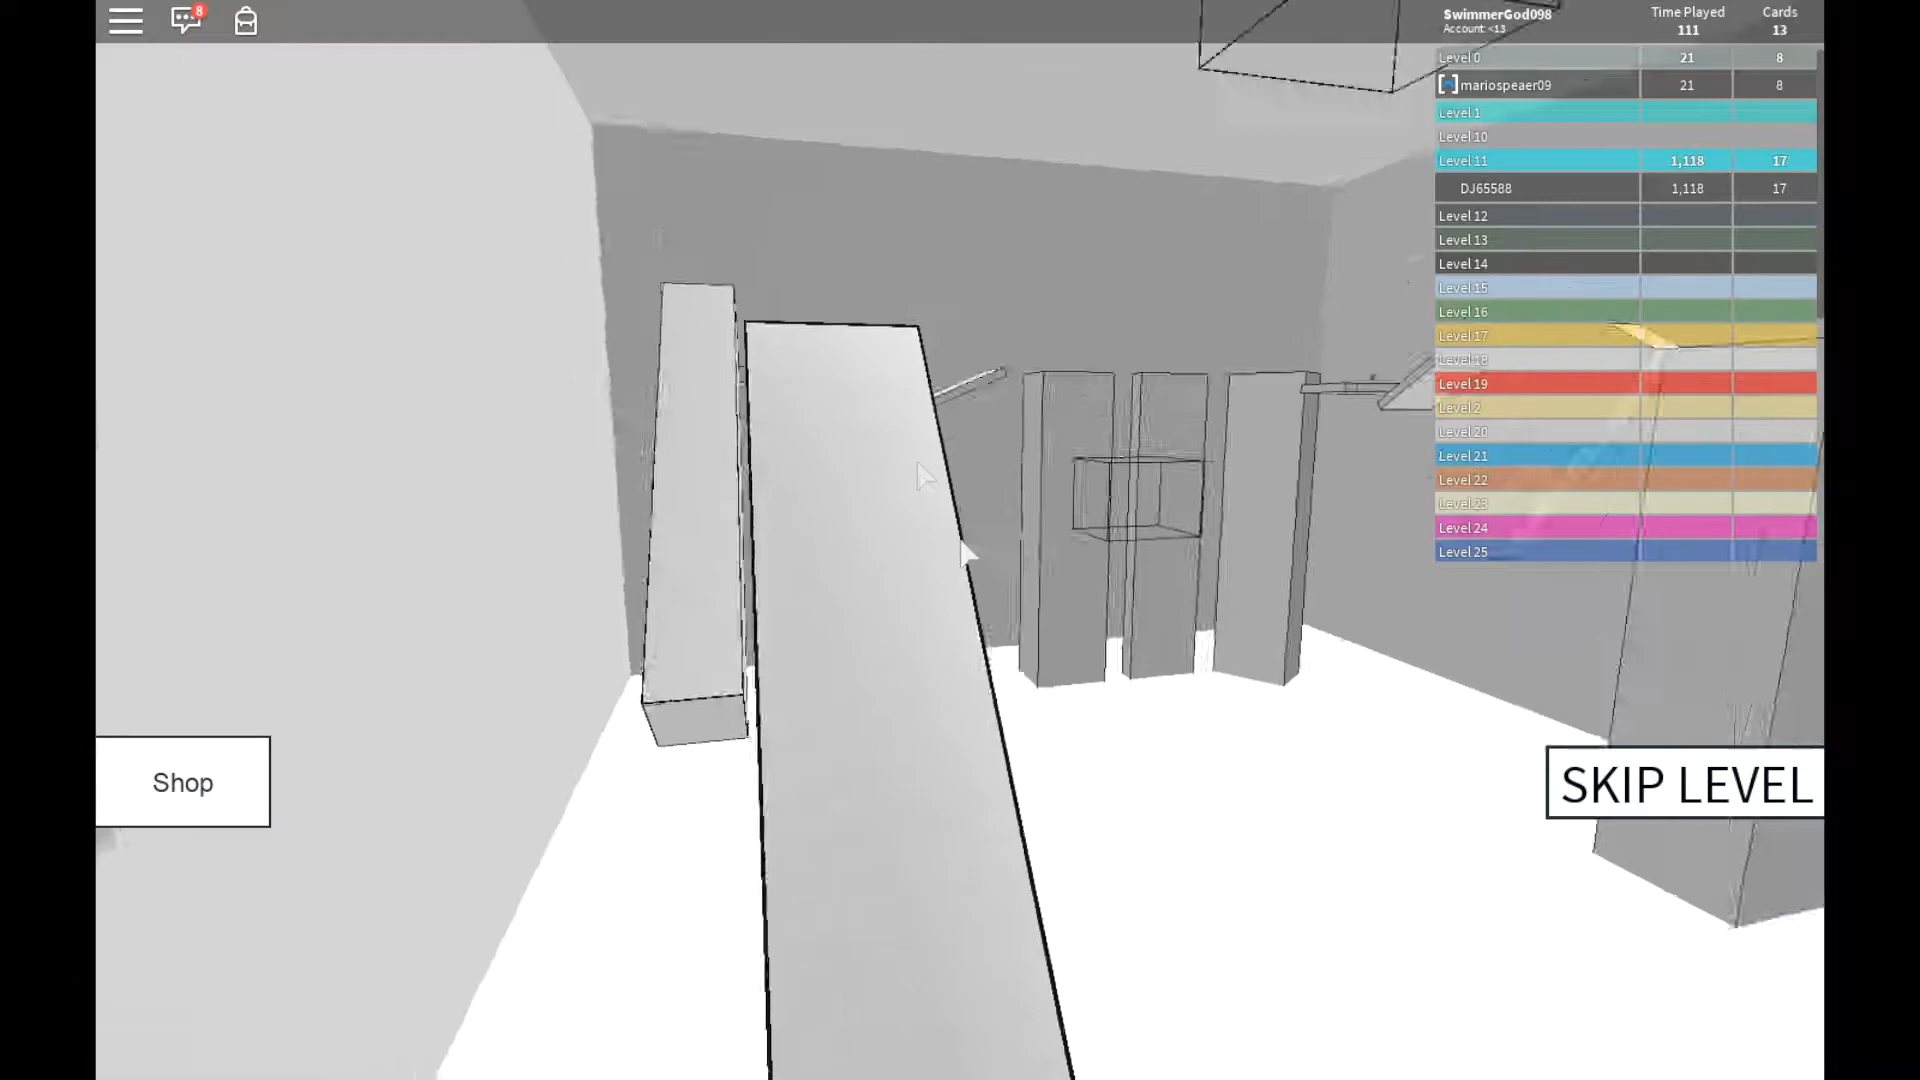 8
SwimmerGod098 Time Played Cards
Account: <13 111 13
Level 0 21 8
mariospeaer09 21 8
Level 1
Level 10
Level 11 1,118 17
DJ65588 1,118 17
Level 12
Level 13
Level 14
Level 15
Level 16
Level 17
Level 18
Level 19
Level 2
Level 20
Level 21
Level 22
Level 23
Level 24
Level 25
Shop
SKIP LEVEL